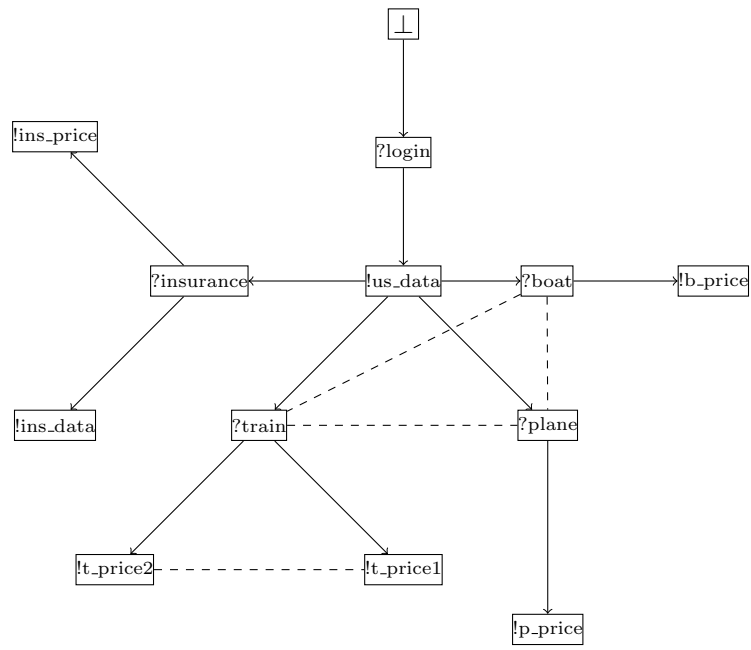 ⊥
!ins_price
?login
?insurance
!us_data
?boat
!b_price
!ins_data
?train
?plane
!t_price2
!t_price1
!p_price